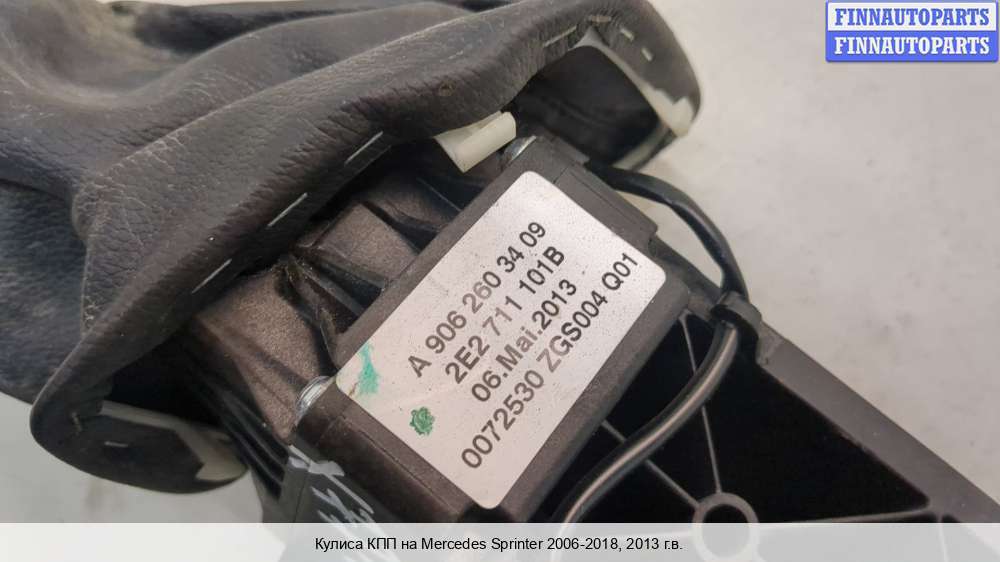 FINNAUTOPARTS
FINNAUTOPARTS
A 906 260 34 09
2E2 711 101B
06.Mai.2013
0072530 ZGS004 Q01
Кулиса КПП на Mercedes Sprinter 2006-2018, 2013 г.в.